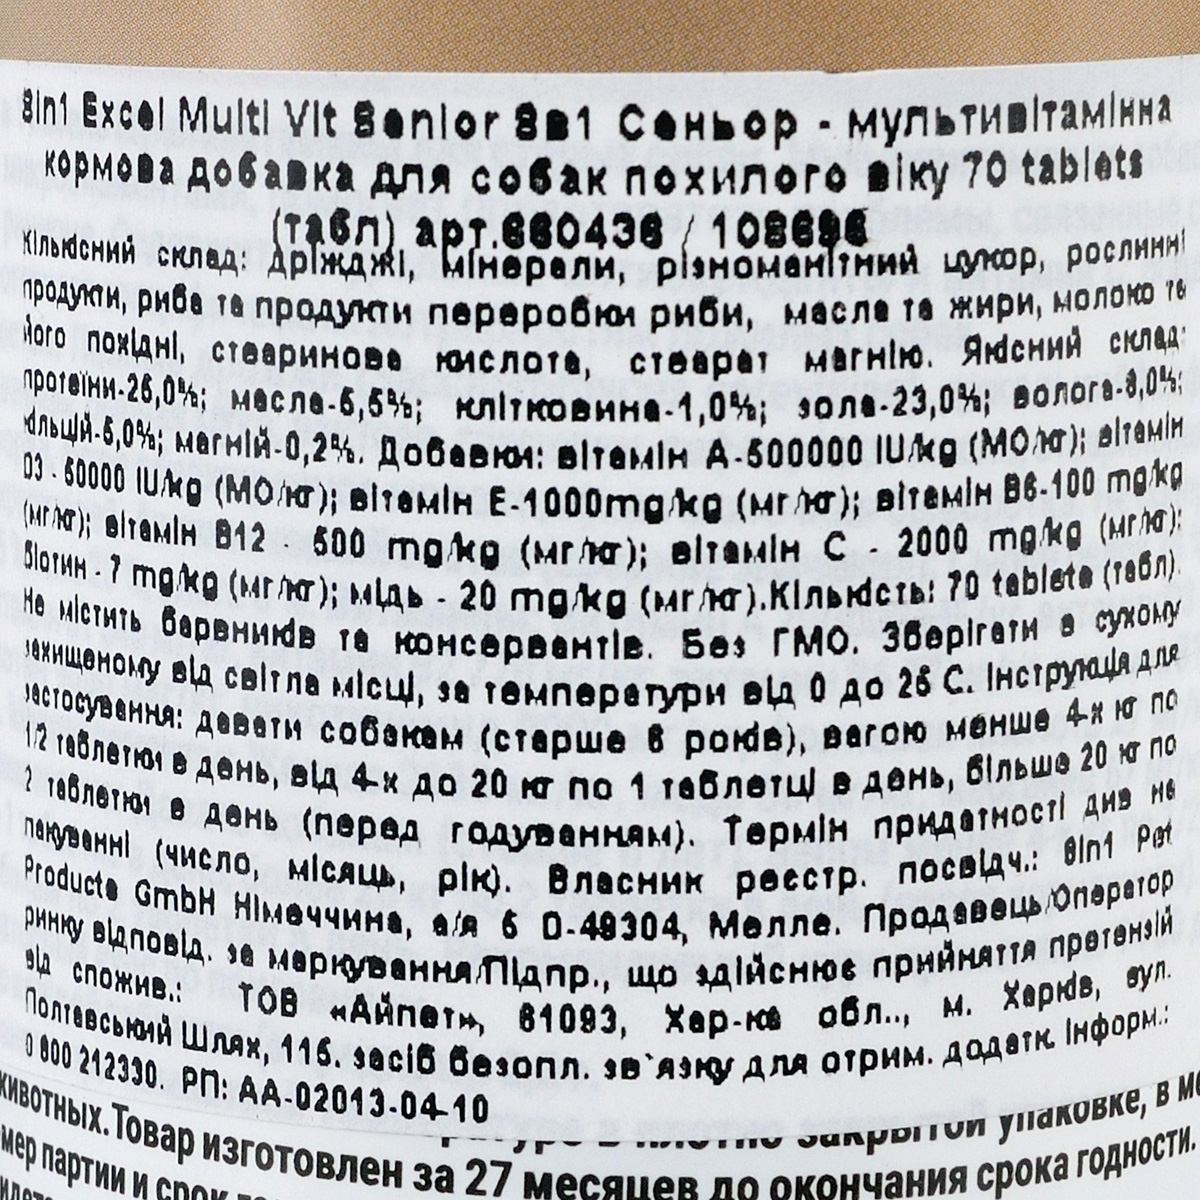 8in1 Excel Multi Vit Senior 8в1 Сеньор - мультивітамінна
кормова добавка для собак похилого віку 70 tablets
(табл) арт.660436 / 108696
Кількісний склад: дріжджі, мінерали, різноманітний цукор, рослинні
продукти, риба та продукти переробки риби, масла та жири, молоко та
його похідні, стеаринова кислота, стеарат магнію. Якісний склад:
протеїни-26,0%; масла-5,5%; клітковина-1,0%; зола-23,0%; волога-8,0%;
кальцій-5,0%; магній-0,2%. Добавки: вітамін А-500000 IU/kg (МО/кг); вітамін
D3 - 50000 IU/kg (МО/кг); вітамін Е-1000mg/kg (мг/кг); вітамін В6-100 mg/kg
(мг/кг); вітамін В12 - 500 mg/kg (мг/кг); вітамін С - 2000 mg/kg (мг/кг);
біотин - 7 mg/kg (мг/кг); мідь - 20 mg/kg (мг/кг).Кількість: 70 tablets (табл).
Не містить барвників та консервантів. Без ГМО. Зберігати в сухому
захищеному від світла місці, за температури від 0 до 25 С. Інструкція для
застосування: давати собакам (старше 6 років), вагою менше 4-х кг по
1/2 таблетки в день, від 4-х до 20 кг по 1 таблетці в день, більше 20 кг по
2 таблетки в день (перед годуванням). Термін придатності див на
пакуванні (число, місяць, рік). Власник реєстр. посвідч.: 8in1 Pet
Products GmbH Німеччина, а/я 6 D-49304, Мелле. Продавець/Оператор
ринку відповід. за маркування/Підпр., що здійснює прийняття претензій
від спожив.: ТОВ «Айпет», 61093, Хар-ка обл.., м. Харків, вул.
Полтавський Шлях, 115. засіб безопл. зв`язку для отрим. додатк. Інформ.:
0 800 212330. РП: АА-02013-04-10
закрытой упаковке, в
животных. Товар изготовлен за 27 месяцев до окончания срока годности.
партии и срок